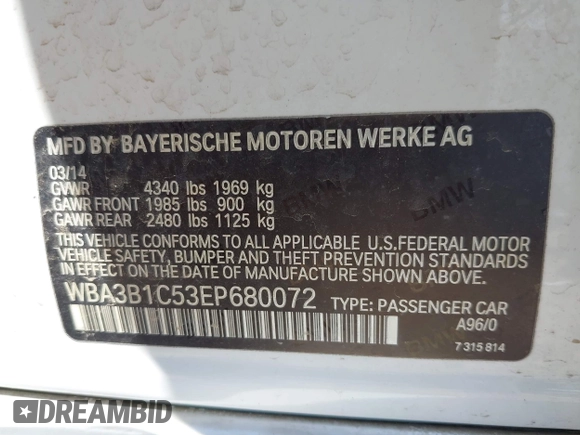 MFD BY BAYERISCHE MOTOREN WERKE AG
03/14
GVWR 4340 lbs 1969 kg
GAWR FRONT 1985 lbs 900 kg
GAWR REAR 2480 lbs 1125 kg
THIS VEHICLE CONFORMS TO ALL APPLICABLE U.S.FEDERAL MOTOR
VEHICLE SAFETY, BUMPER AND THEFT PREVENTION STANDARDS IN
EFFECT ON THE DATE OF MANUFACTURE SHOWN ABOVE.
WBA3B1C53EP680072 TYPE: PASSENGER CAR
A96/0
7 315 814
DREAMBID